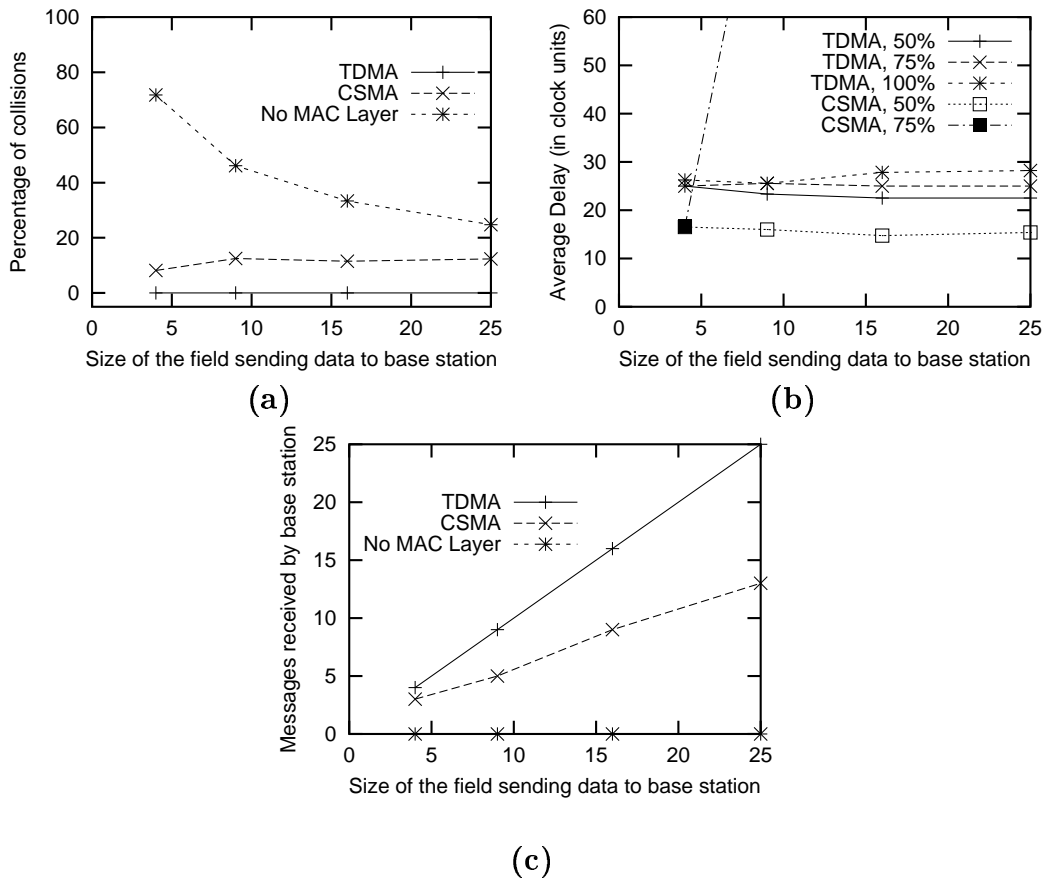 100
80
60
40
20
0
Percentage of collisions
TDMA
CSMA
No MAC Layer
0 5 10 15 20 25
Size of the field sending data to base station
(a)
60
50
40
30
20
10
0
Average Delay (in clock units)
TDMA, 50%
TDMA, 75%
TDMA, 100%
CSMA, 50%
CSMA, 75%
0 5 10 15 20 25
Size of the field sending data to base station
(b)
25
20
15
10
5
0
Messages received by base station
TDMA
CSMA
No MAC Layer
0 5 10 15 20 25
Size of the field sending data to base station
(c)